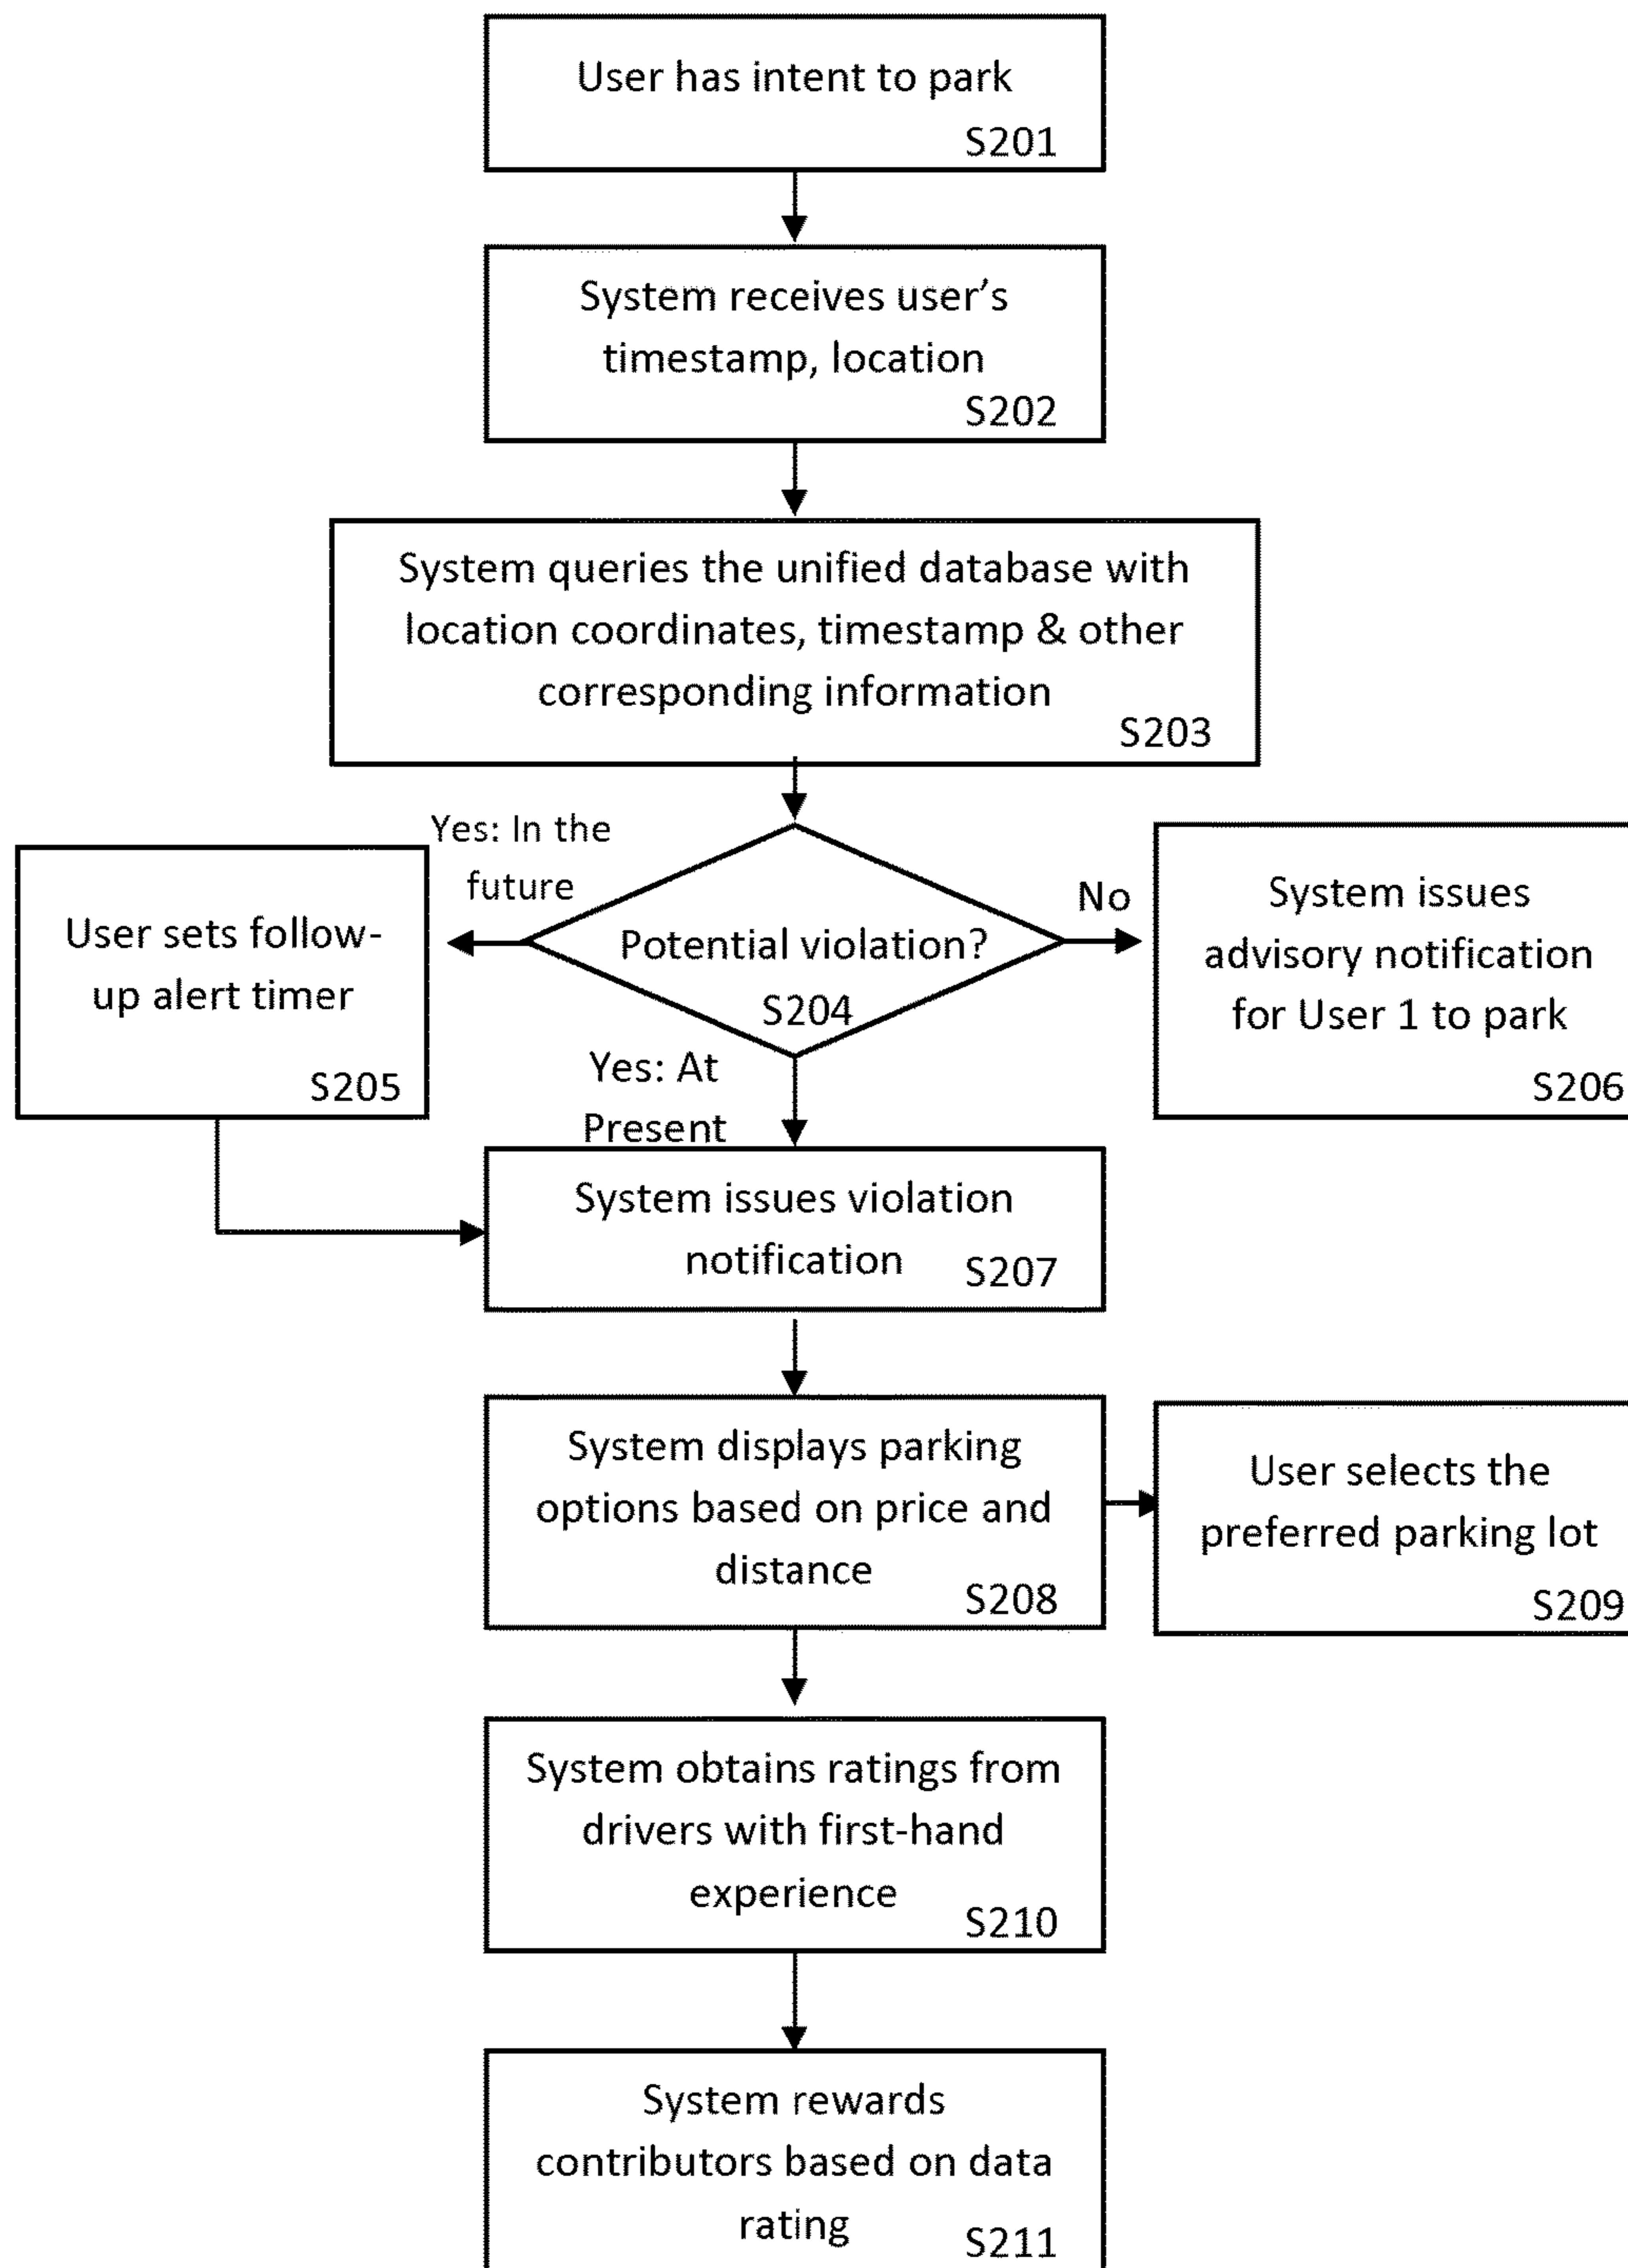 User has intent to park
S201
System receives user's
timestamp, location
S202
System queries the unified database with
location coordinates, timestamp & other
corresponding information
S203
Yes: In the
future
No
Potential violation?
S204
User sets follow-
up alert timer
S205
System issues
advisory notification
for User 1 to park
S206
Yes: At
Present
System issues violation
notification
S207
System displays parking
options based on price and
distance
S208
User selects the
preferred parking lot
S209
System obtains ratings from
drivers with first-hand
experience
S210
System rewards
contributors based on data
rating
S211